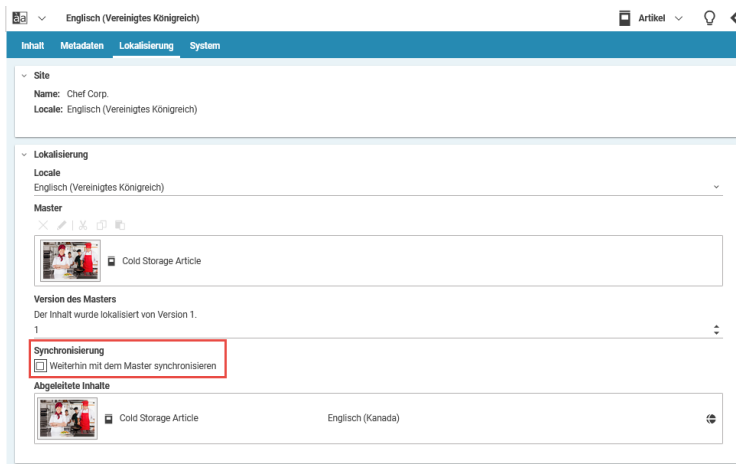 āa Englisch (Vereinigtes Königreich) Artikel
Inhalt Metadaten Lokalisierung System
Site
Name: Chef Corp.
Locale: Englisch (Vereinigtes Königreich)
Lokalisierung
Locale
Englisch (Vereinigtes Königreich)
Master
Cold Storage Article
Version des Masters
Der Inhalt wurde lokalisiert von Version 1.
1
Synchronisierung
Weiterhin mit dem Master synchronisieren
Abgeleitete Inhalte
Cold Storage Article Englisch (Kanada)